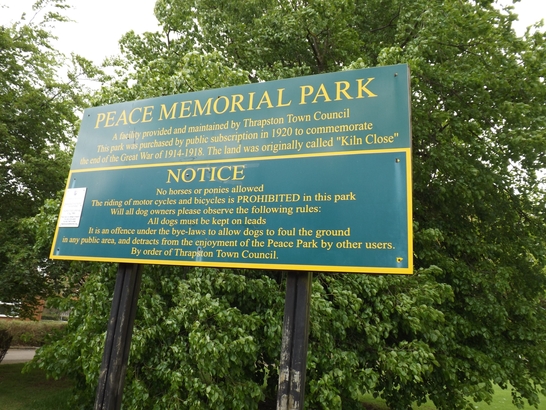 PEACE MEMORIAL PARK
A facility provided and maintained by Thrapston Town Council
This park was purchased by public subscription in 1920 to commemorate
the end of the Great War of 1914-1918. The land was originally called "Kiln Close"
NOTICE
No horses or ponies allowed
The riding of motor cycles and bicycles is PROHIBITED in this park
Will all dog owners please observe the following rules:
All dogs must be kept on leads
It is an offence under the bye-laws to allow dogs to foul the ground
in any public area, and detracts from the enjoyment of the Peace Park by other users.
By order of Thrapston Town Council.